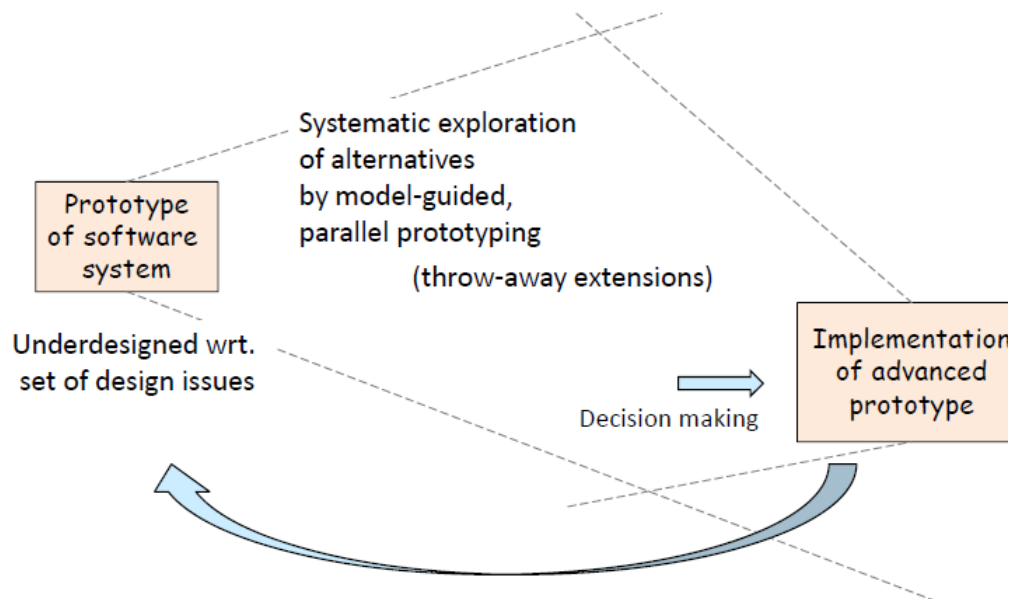 Systematic exploration
of alternatives
by model-guided,
parallel prototyping
(throw-away extensions)
Prototype
of software
system
Underdesigned wrt.
set of design issues
Decision making
Implementation
of advanced
prototype